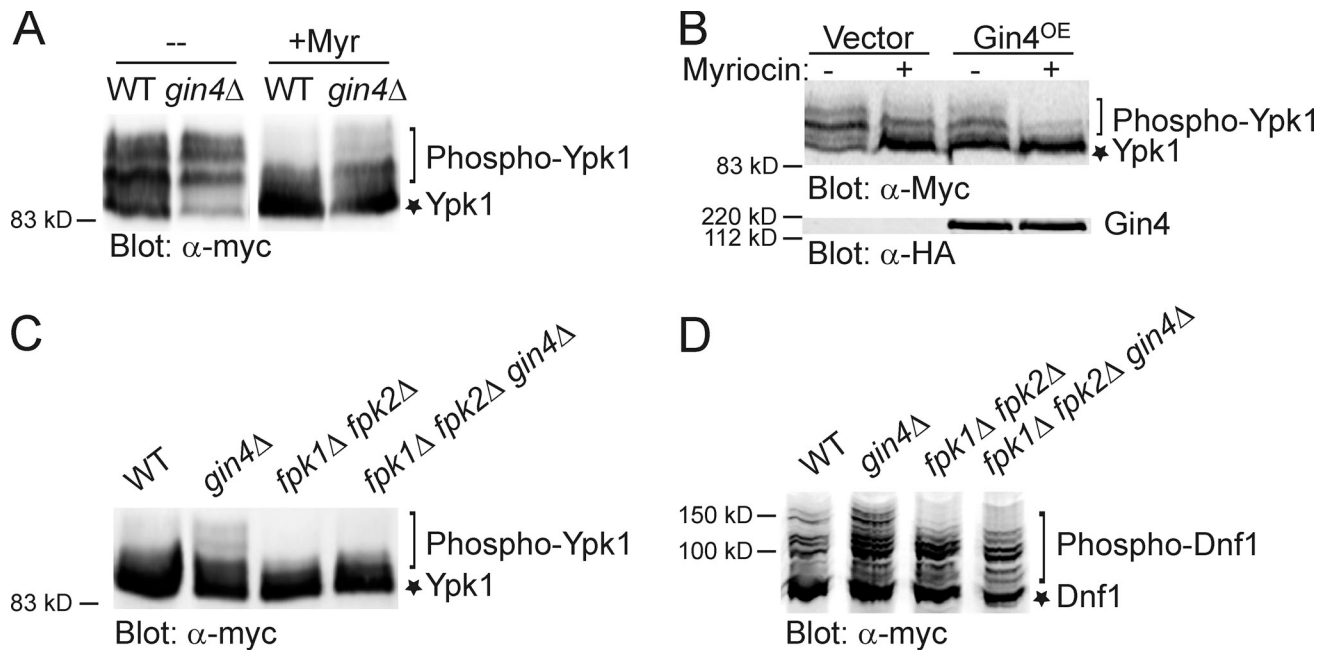 A
-- +Myr
WT gin4Δ WT gin4Δ
Phospho-Ypk1
★Ypk1
83 kD
Blot: α-myc
B
Vector Gin4OE
Myriocin: - + - +
Phospho-Ypk1
★Ypk1
83 kD
Blot: α-Myc
220 kD
112 kD
Gin4
Blot: α-HA
C
WT
gin4Δ
fpk1Δ fpk2Δ
fpk1Δ fpk2Δ gin4Δ
Phospho-Ypk1
★Ypk1
83 kD
Blot: α-myc
D
WT
gin4Δ
fpk1Δ fpk2Δ
fpk1Δ fpk2Δ gin4Δ
150 kD
100 kD
Phospho-Dnf1
★Dnf1
Blot: α-myc